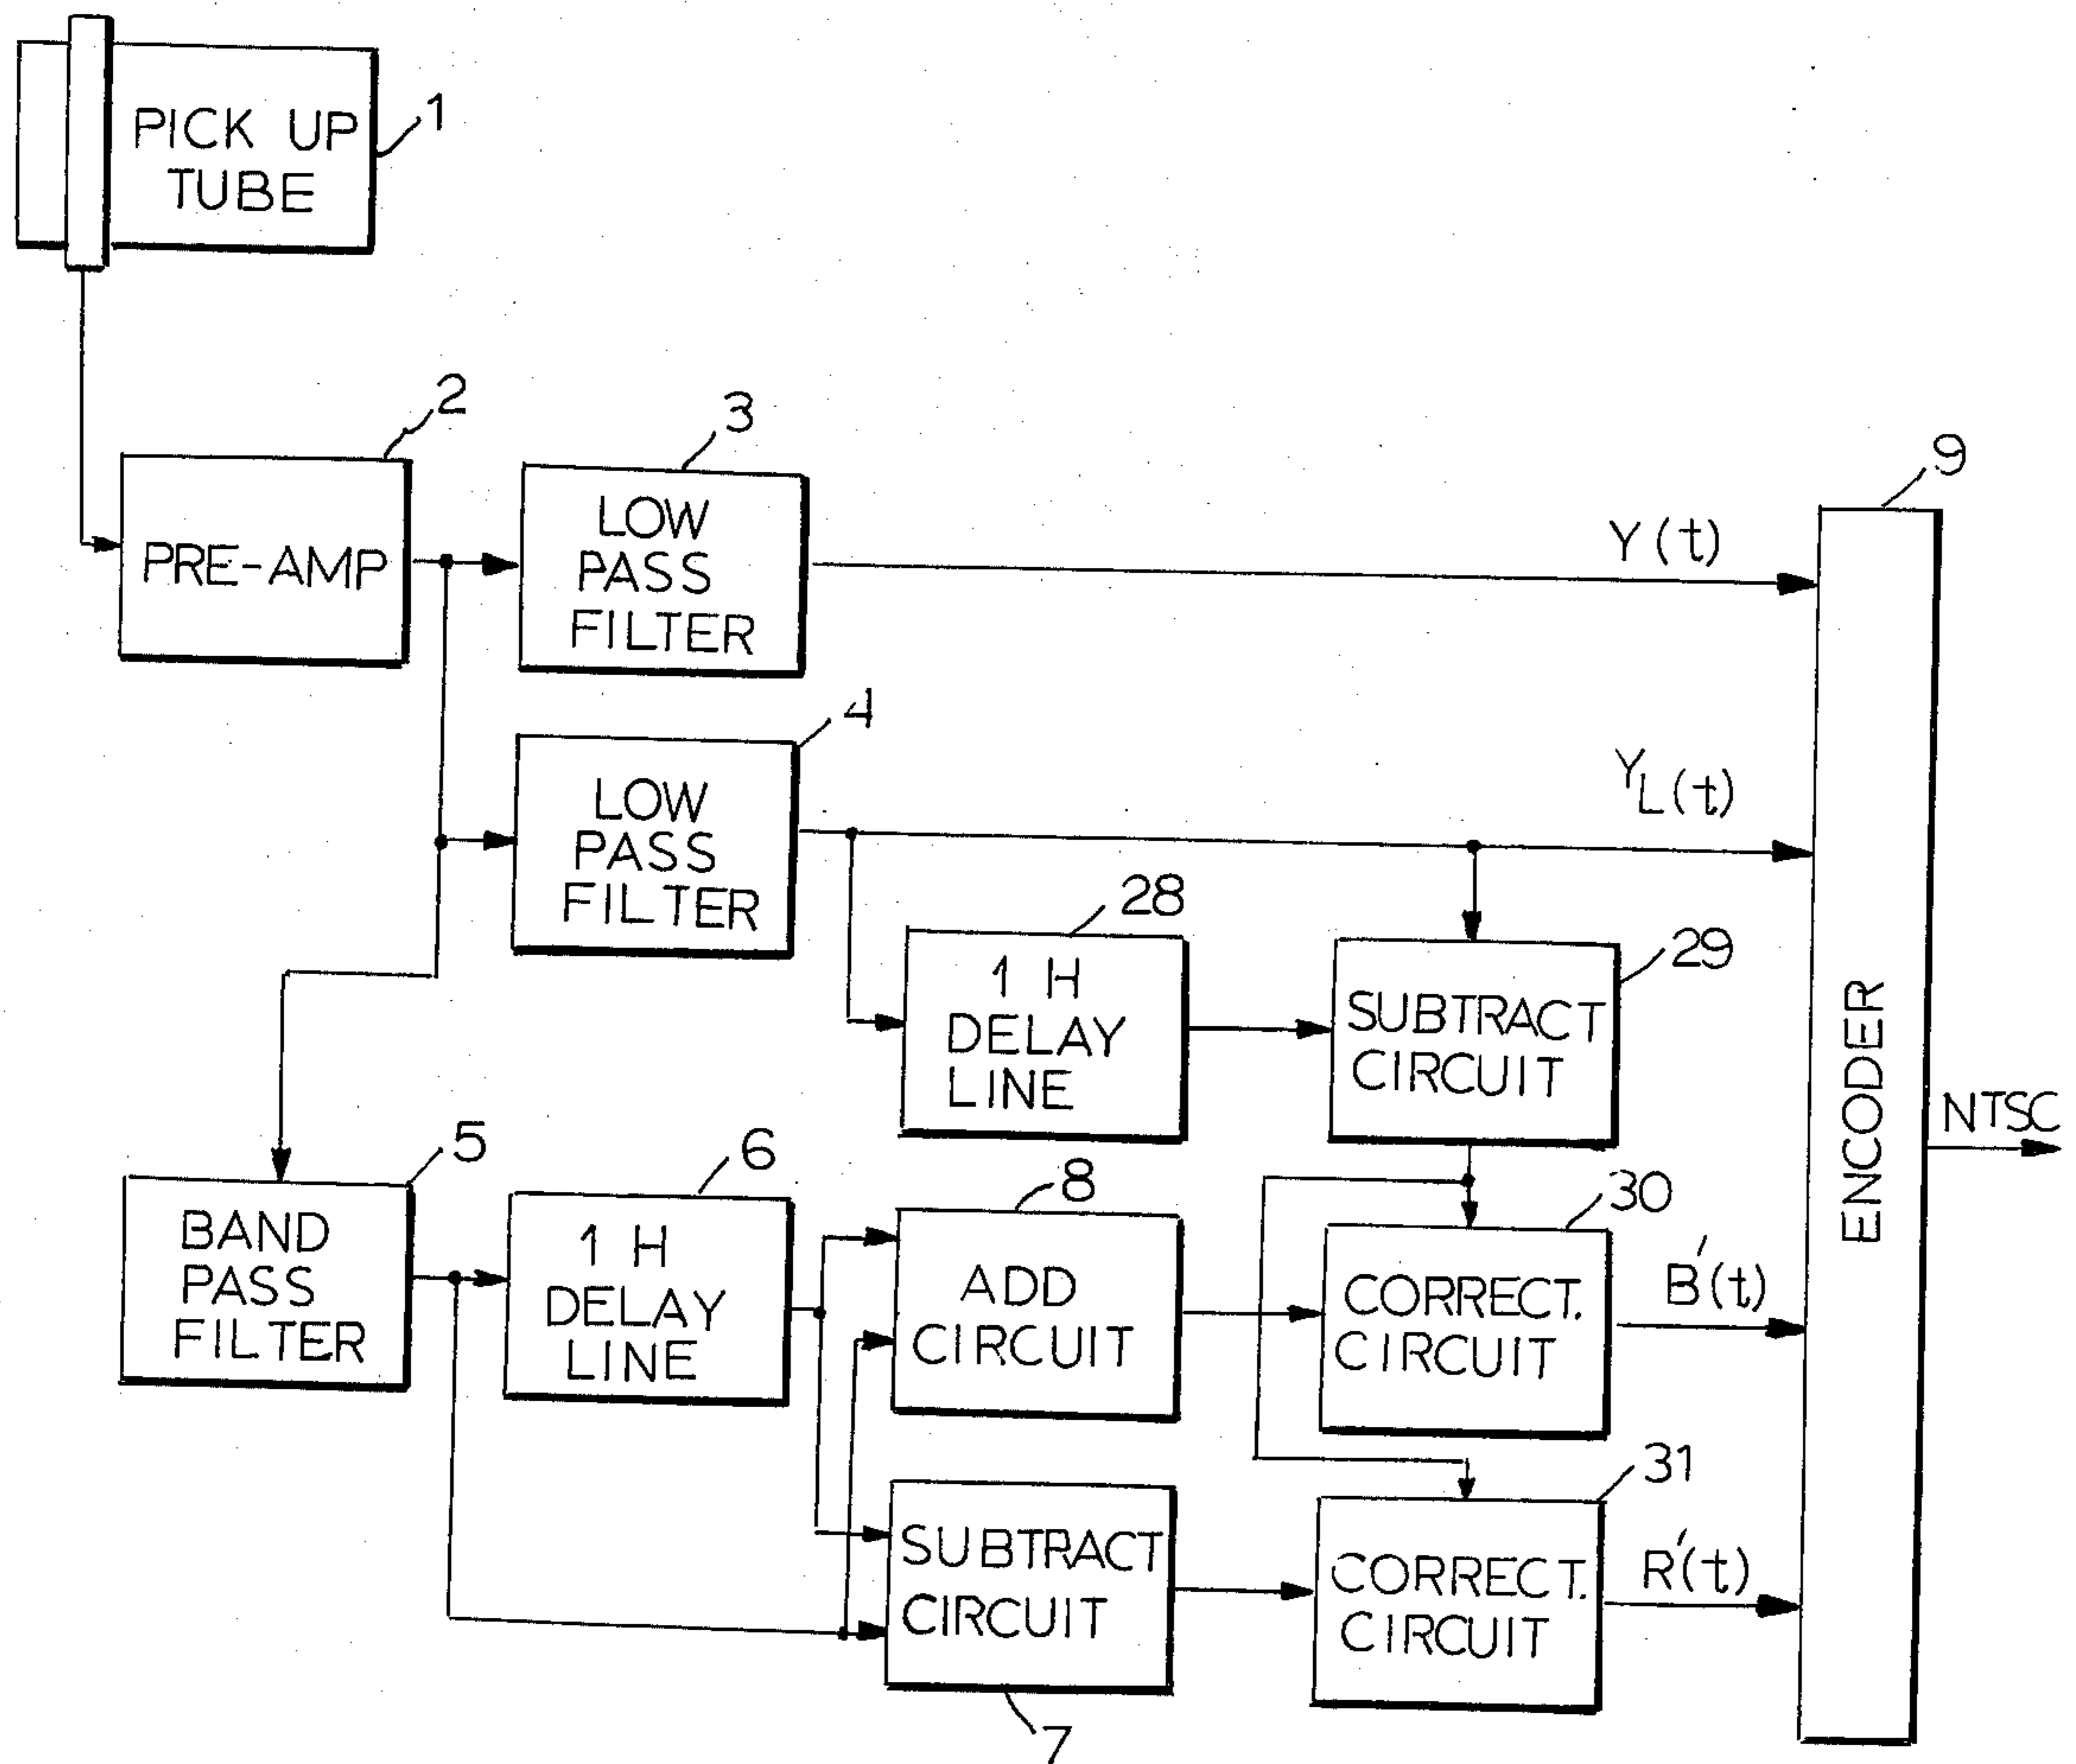 1
PICK UP
TUBE
2
PRE-AMP
3
LOW
PASS
FILTER
Y(t)
9
ENCODER
NTSC
4
LOW
PASS
FILTER
YL(t)
28
1 H
DELAY
LINE
29
SUBTRACT
CIRCUIT
5
BAND
PASS
FILTER
6
1 H
DELAY
LINE
8
ADD
CIRCUIT
30
CORRECT.
CIRCUIT
B'(t)
7
SUBTRACT
CIRCUIT
31
CORRECT.
CIRCUIT
R'(t)